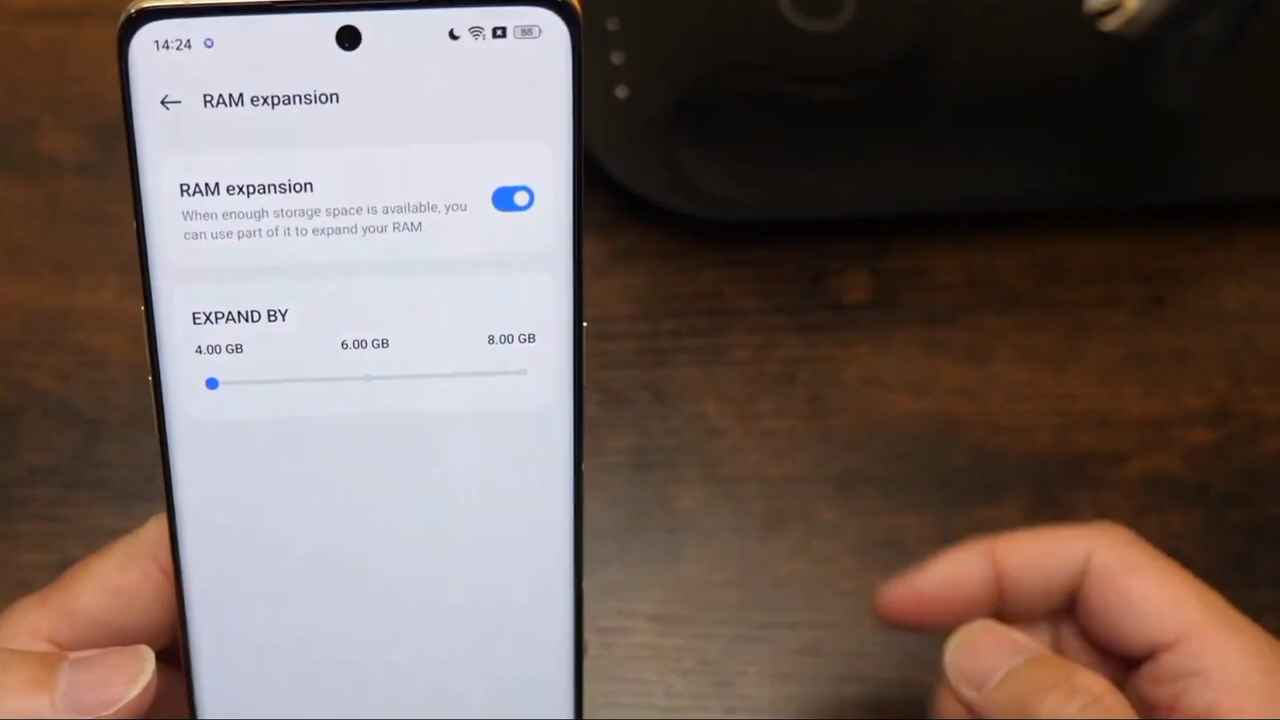 14:24
88
RAM expansion
RAM expansion
When enough storage space is available, you
can use part of it to expand your RAM
EXPAND BY
4.00 GB 6.00 GB 8.00 GB